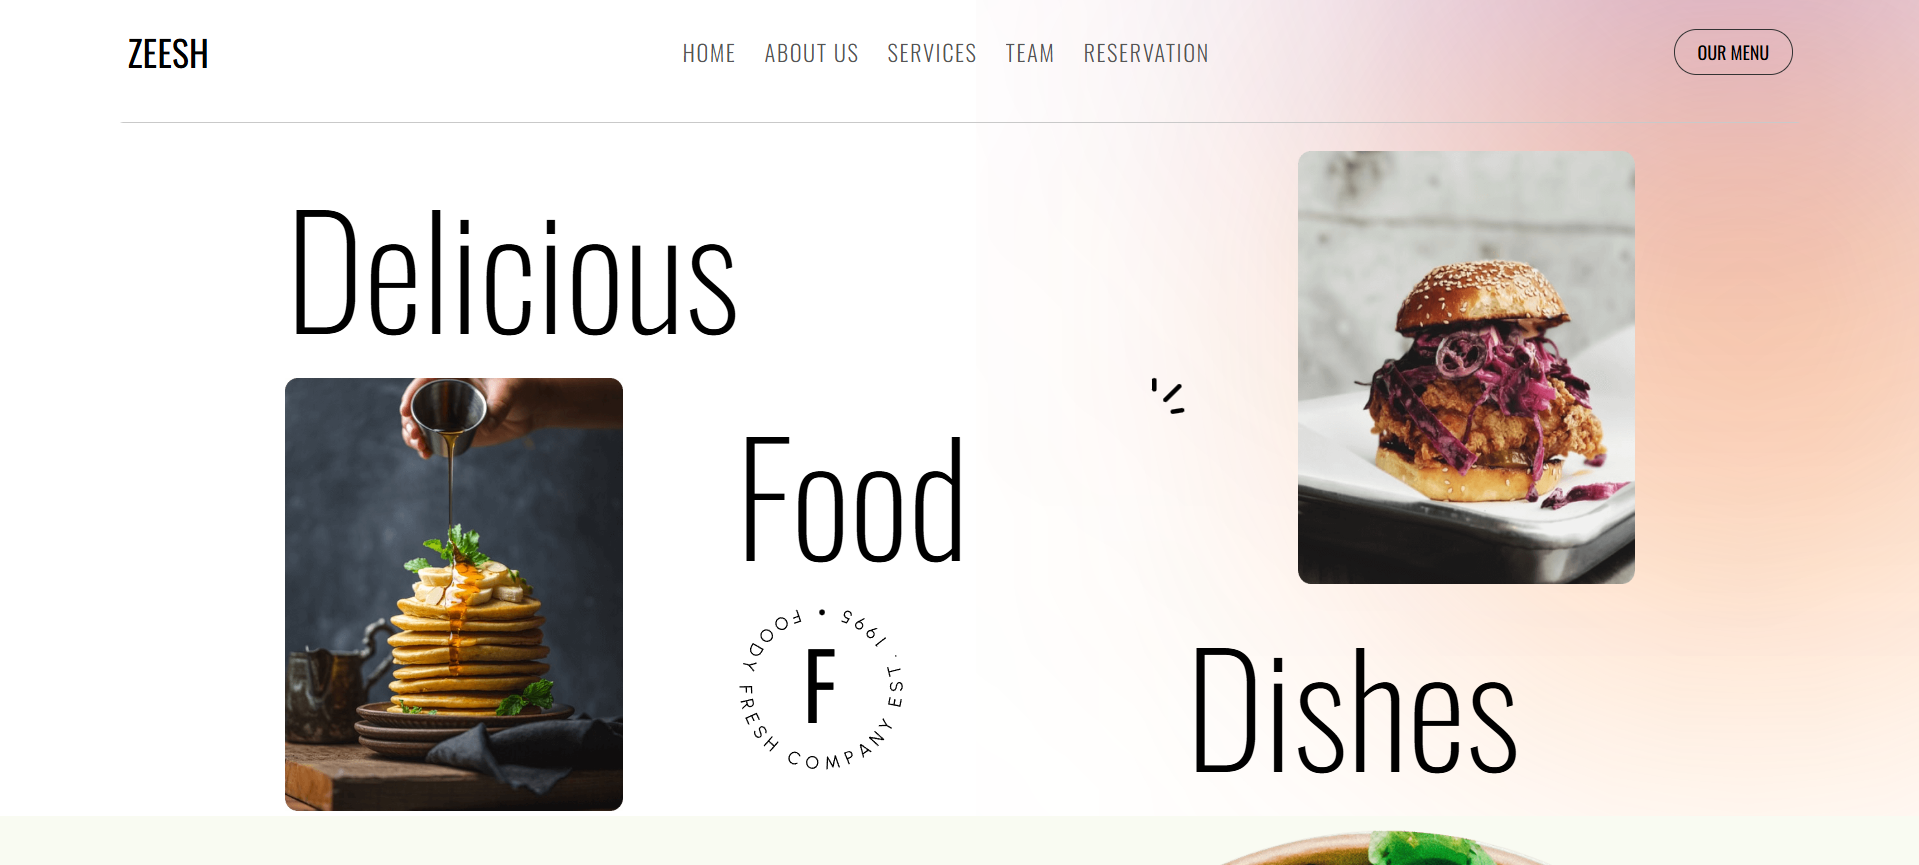 ZEESH
HOME ABOUT US SERVICES TEAM RESERVATION
OUR MENU
Delicious
Food
Dishes
FOODY FRESH COMPANY EST . 1995 •
F